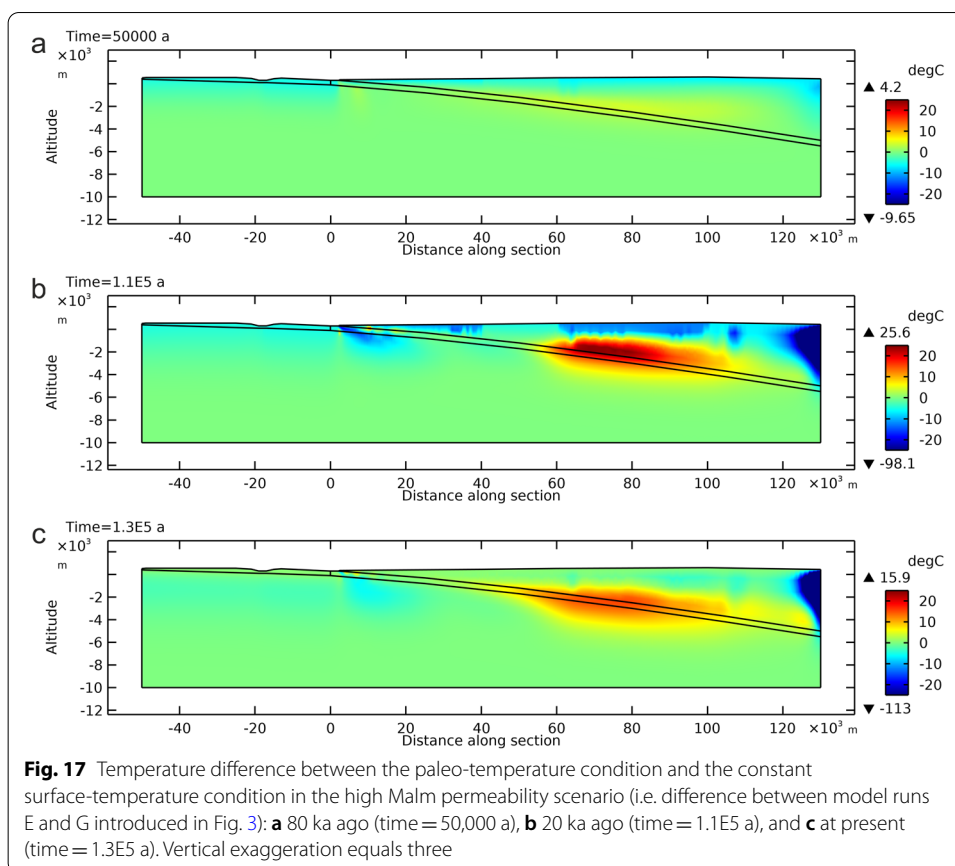 a
Time=50000 a
×10³
m
degC
▲ 4.2
-2
-4
-6
-8
-10
-12
Altitude
20
10
0
-10
-20
▼ -9.65
-40
-20
0
20
40
60
80
100
120
×10³ m
Distance along section
b
Time=1.1E5 a
×10³
m
degC
▲ 25.6
-2
-4
-6
-8
-10
-12
Altitude
20
10
0
-10
-20
▼ -98.1
-40
-20
0
20
40
60
80
100
120
×10³ m
Distance along section
c
Time=1.3E5 a
×10³
m
degC
▲ 15.9
-2
-4
-6
-8
-10
-12
Altitude
20
10
0
-10
-20
▼ -113
-40
-20
0
20
40
60
80
100
120
×10³ m
Distance along section
Fig. 17 Temperature difference between the paleo-temperature condition and the constant
surface-temperature condition in the high Malm permeability scenario (i.e. difference between model runs
E and G introduced in Fig. 3): a 80 ka ago (time = 50,000 a), b 20 ka ago (time = 1.1E5 a), and c at present
(time = 1.3E5 a). Vertical exaggeration equals three